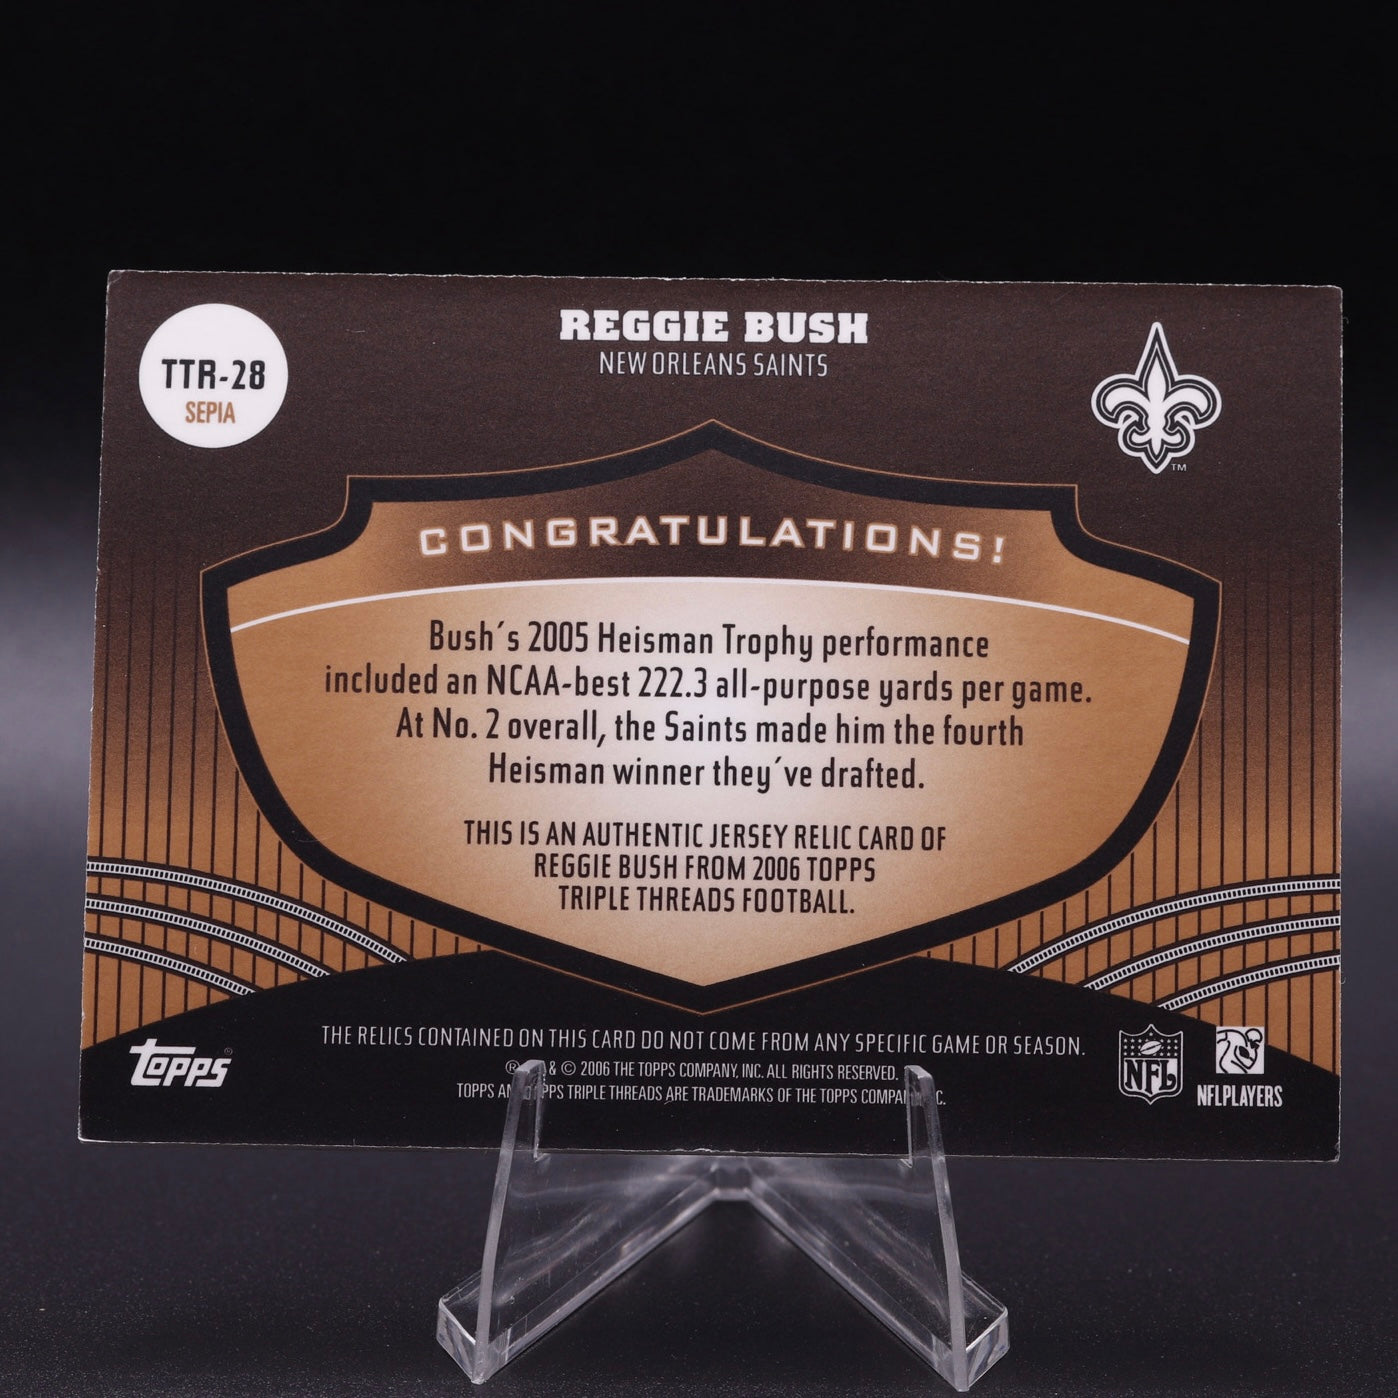 TTR-28
SEPIA
REGGIE BUSH
NEW ORLEANS SAINTS
TM
CONGRATULATIONS!
Bush´s 2005 Heisman Trophy performance
included an NCAA-best 222.3 all-purpose yards per game.
At No. 2 overall, the Saints made him the fourth
Heisman winner they´ve drafted.
THIS IS AN AUTHENTIC JERSEY RELIC CARD OF
REGGIE BUSH FROM 2006 TOPPS
TRIPLE THREADS FOOTBALL.
THE RELICS CONTAINED ON THIS CARD DO NOT COME FROM ANY SPECIFIC GAME OR SEASON.
® & © 2006 THE TOPPS COMPANY, INC. ALL RIGHTS RESERVED.
TOPPS TRIPLE THREADS ARE TRADEMARKS OF THE TOPPS
topps®
NFL
NFLPLAYERS